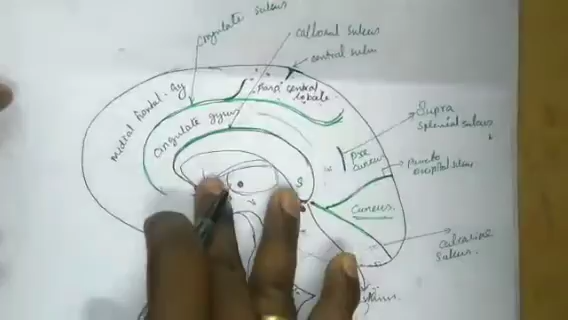 cingulate sulcus
callosal sulcus
central sulcus
medial frontal gy
Para central
lobule
cingulate gyrus
Supra
splenial sulcus
Pre
cuneus
Parieto
occipital sulcus
S
Cuneus.
calcarine
sulcus.